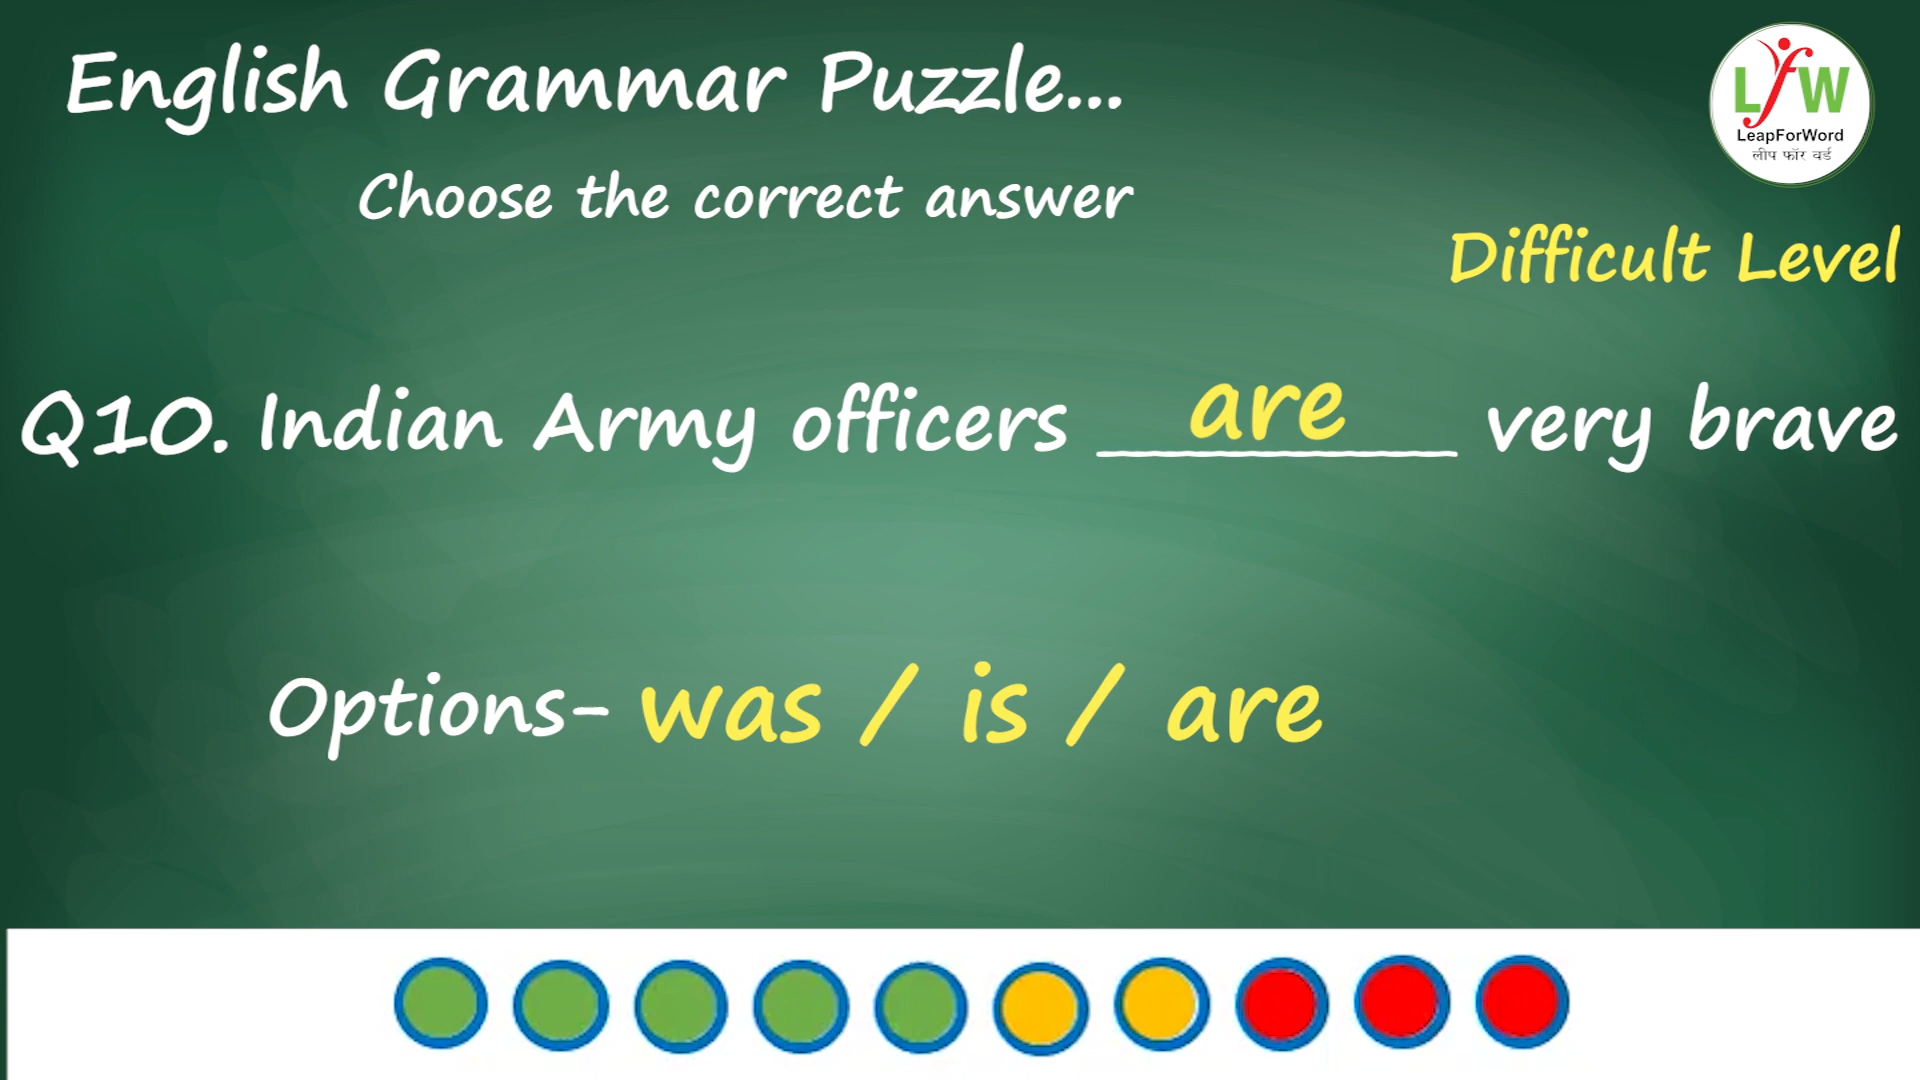 English Grammar Puzzle...
LfW
LeapForWord
लीप फॉर वर्ड
Choose the correct answer
Difficult Level
Q10. Indian Army officers ________ very brave
are
Options- was / is / are